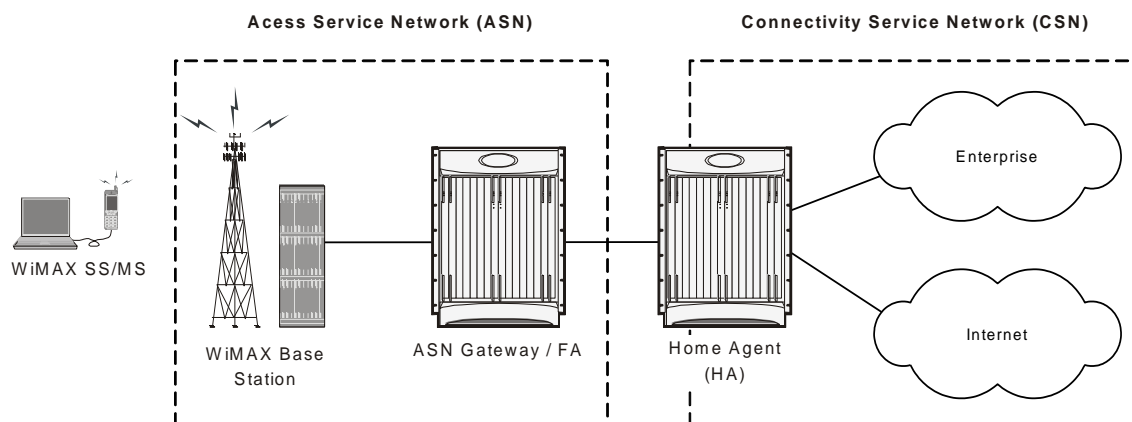 Acess Service Network (ASN)
Connectivity Service Network (CSN)
Enterprise
WiMAX SS/MS
Internet
WiMAX Base
Station
ASN Gateway / FA
Home Agent
(HA)